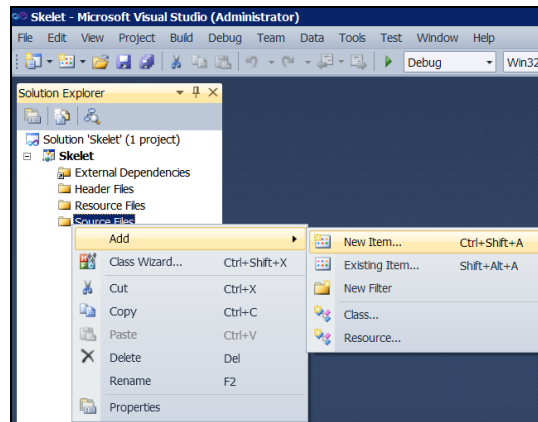 Skelet - Microsoft Visual Studio (Administrator)
File Edit View Project Build Debug Team Data Tools Test Window Help
Debug Win32
Solution Explorer
Solution 'Skelet' (1 project)
Skelet
External Dependencies
Header Files
Resource Files
Source Files
Add
Class Wizard... Ctrl+Shift+X
Cut Ctrl+X
Copy Ctrl+C
Paste Ctrl+V
Delete Del
Rename F2
Properties
New Item... Ctrl+Shift+A
Existing Item... Shift+Alt+A
New Filter
Class...
Resource...